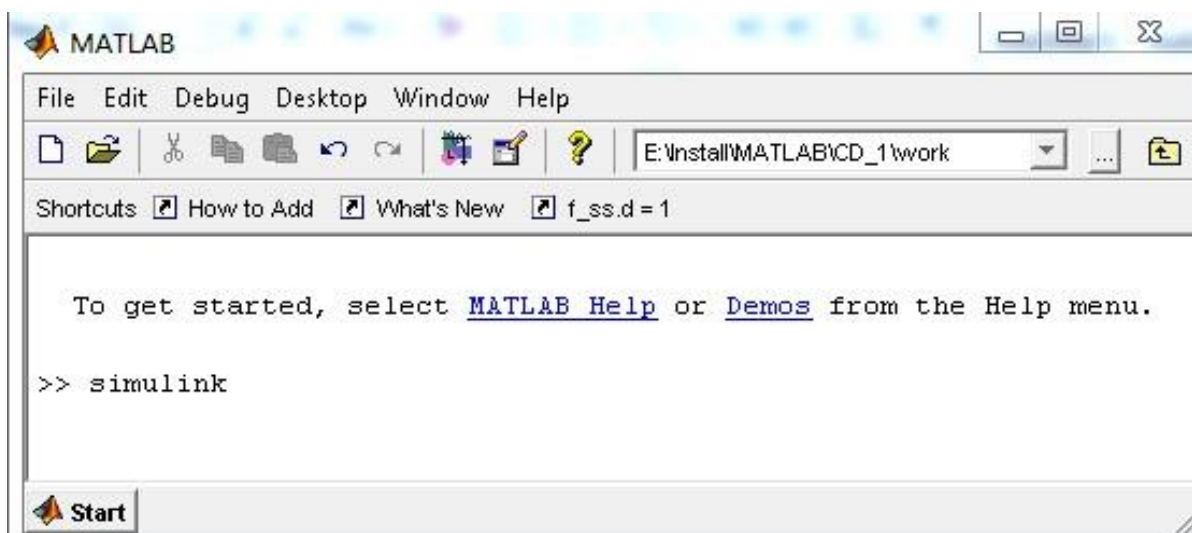 MATLAB
File Edit Debug Desktop Window Help
E:\Install\MATLAB\CD_1\work ...
Shortcuts How to Add What's New f_ss.d = 1
To get started, select MATLAB Help or Demos from the Help menu.
>> simulink
Start